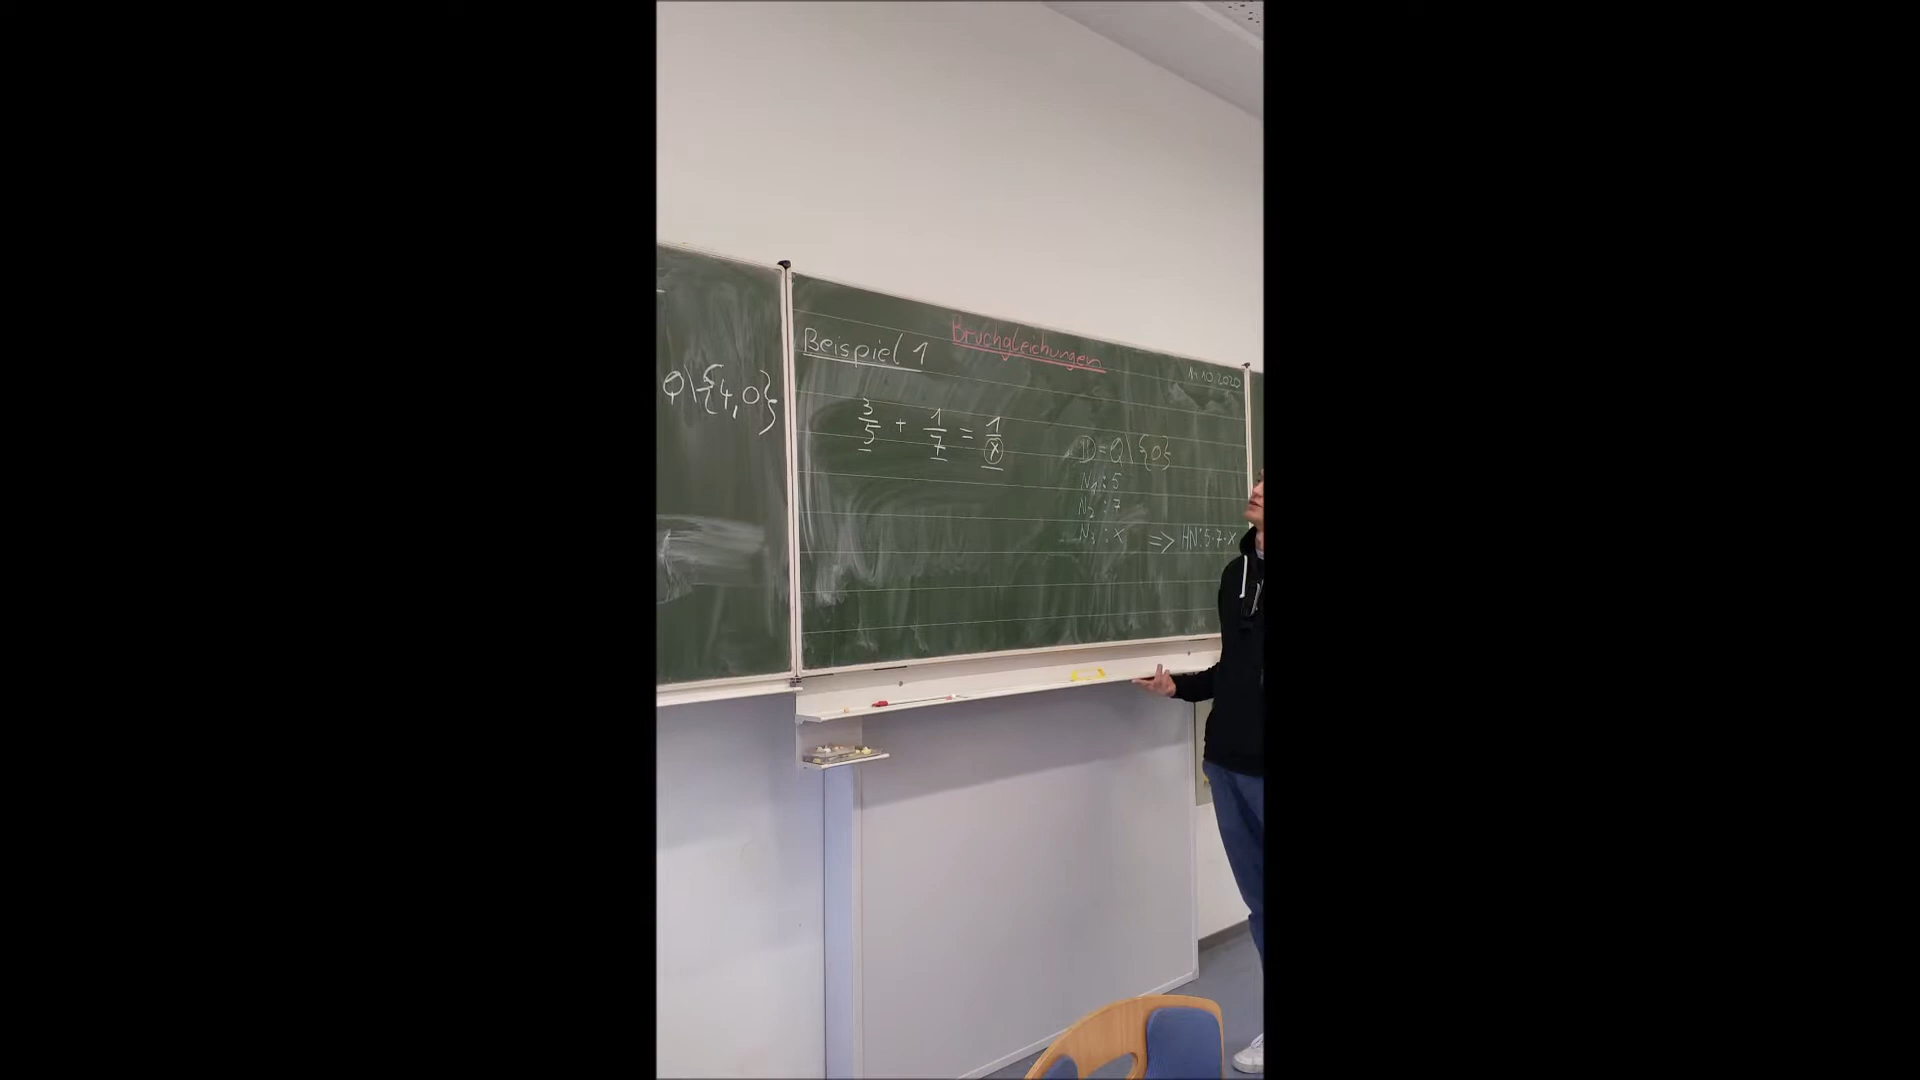 Q\{4,0}
Bruchgleichungen
Beispiel 1
14.10.2020
3/5 + 1/7 = 1/x
D=Q\{0}
N1: 5
N2: 7
N3: x => HN: 5·7·x